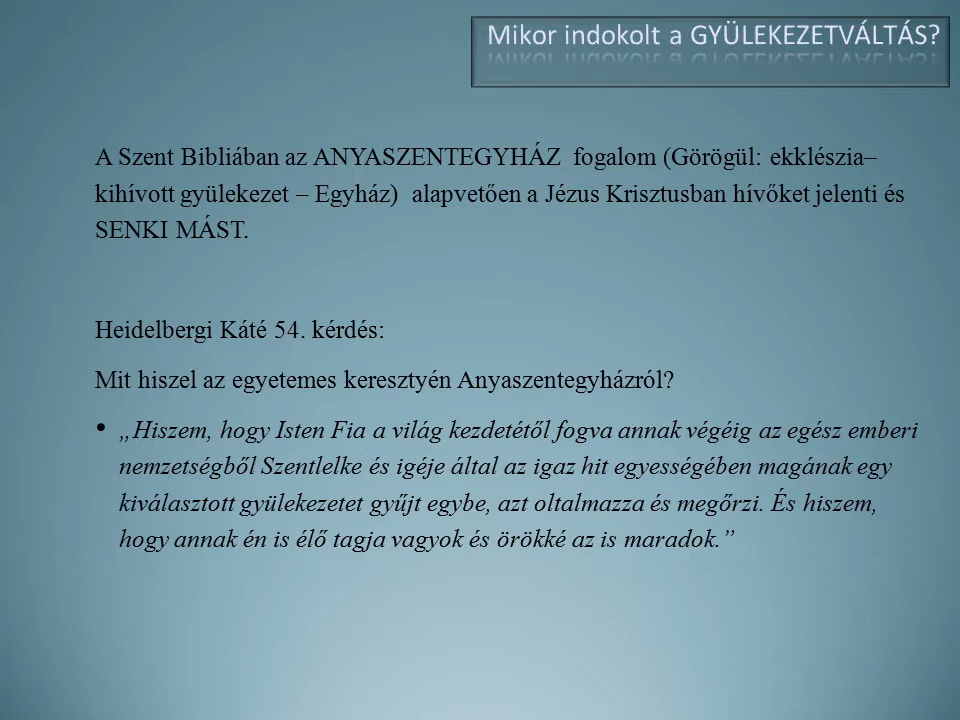 Mikor indokolt a GYÜLEKEZETVÁLTÁS?
A Szent Bibliában az ANYASZENTEGYHÁZ fogalom (Görögül: ekklészia–
kihívott gyülekezet – Egyház) alapvetően a Jézus Krisztusban hívőket jelenti és
SENKI MÁST.
Heidelbergi Káté 54. kérdés:
Mit hiszel az egyetemes keresztyén Anyaszentegyházról?
• „Hiszem, hogy Isten Fia a világ kezdetétől fogva annak végéig az egész emberi
nemzetségből Szentlelke és igéje által az igaz hit egyességében magának egy
kiválasztott gyülekezetet gyűjt egybe, azt oltalmazza és megőrzi. És hiszem,
hogy annak én is élő tagja vagyok és örökké az is maradok.”